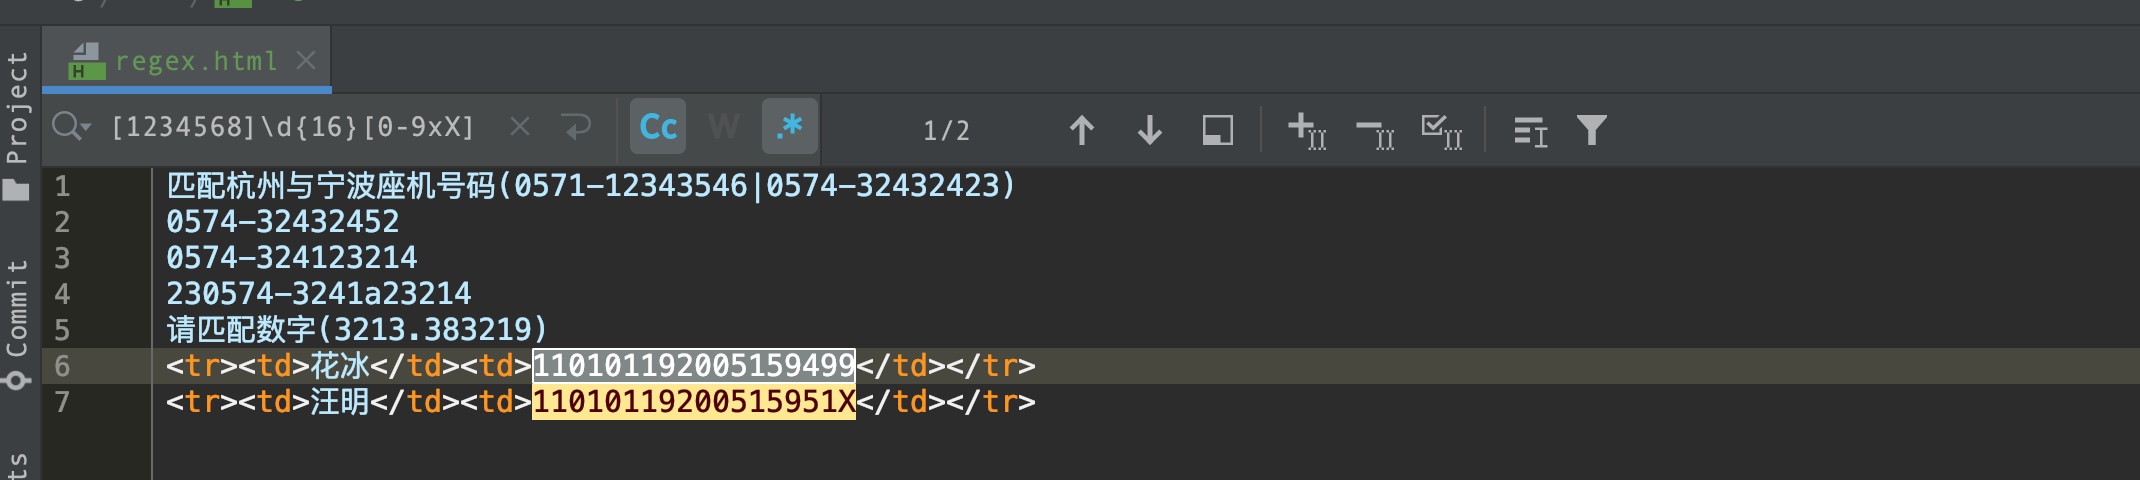 regex.html
Project
[1234568]\d{16}[0-9xX]
Cc
W
.*
1/2
1 匹配杭州与宁波座机号码(0571-12343546|0574-32432423)
2 0574-32432452
3 0574-324123214
4 230574-3241a23214
5 请匹配数字(3213.383219)
6 <tr><td>花冰</td><td>110101192005159499</td></tr>
7 <tr><td>汪明</td><td>11010119200515951X</td></tr>
Commit